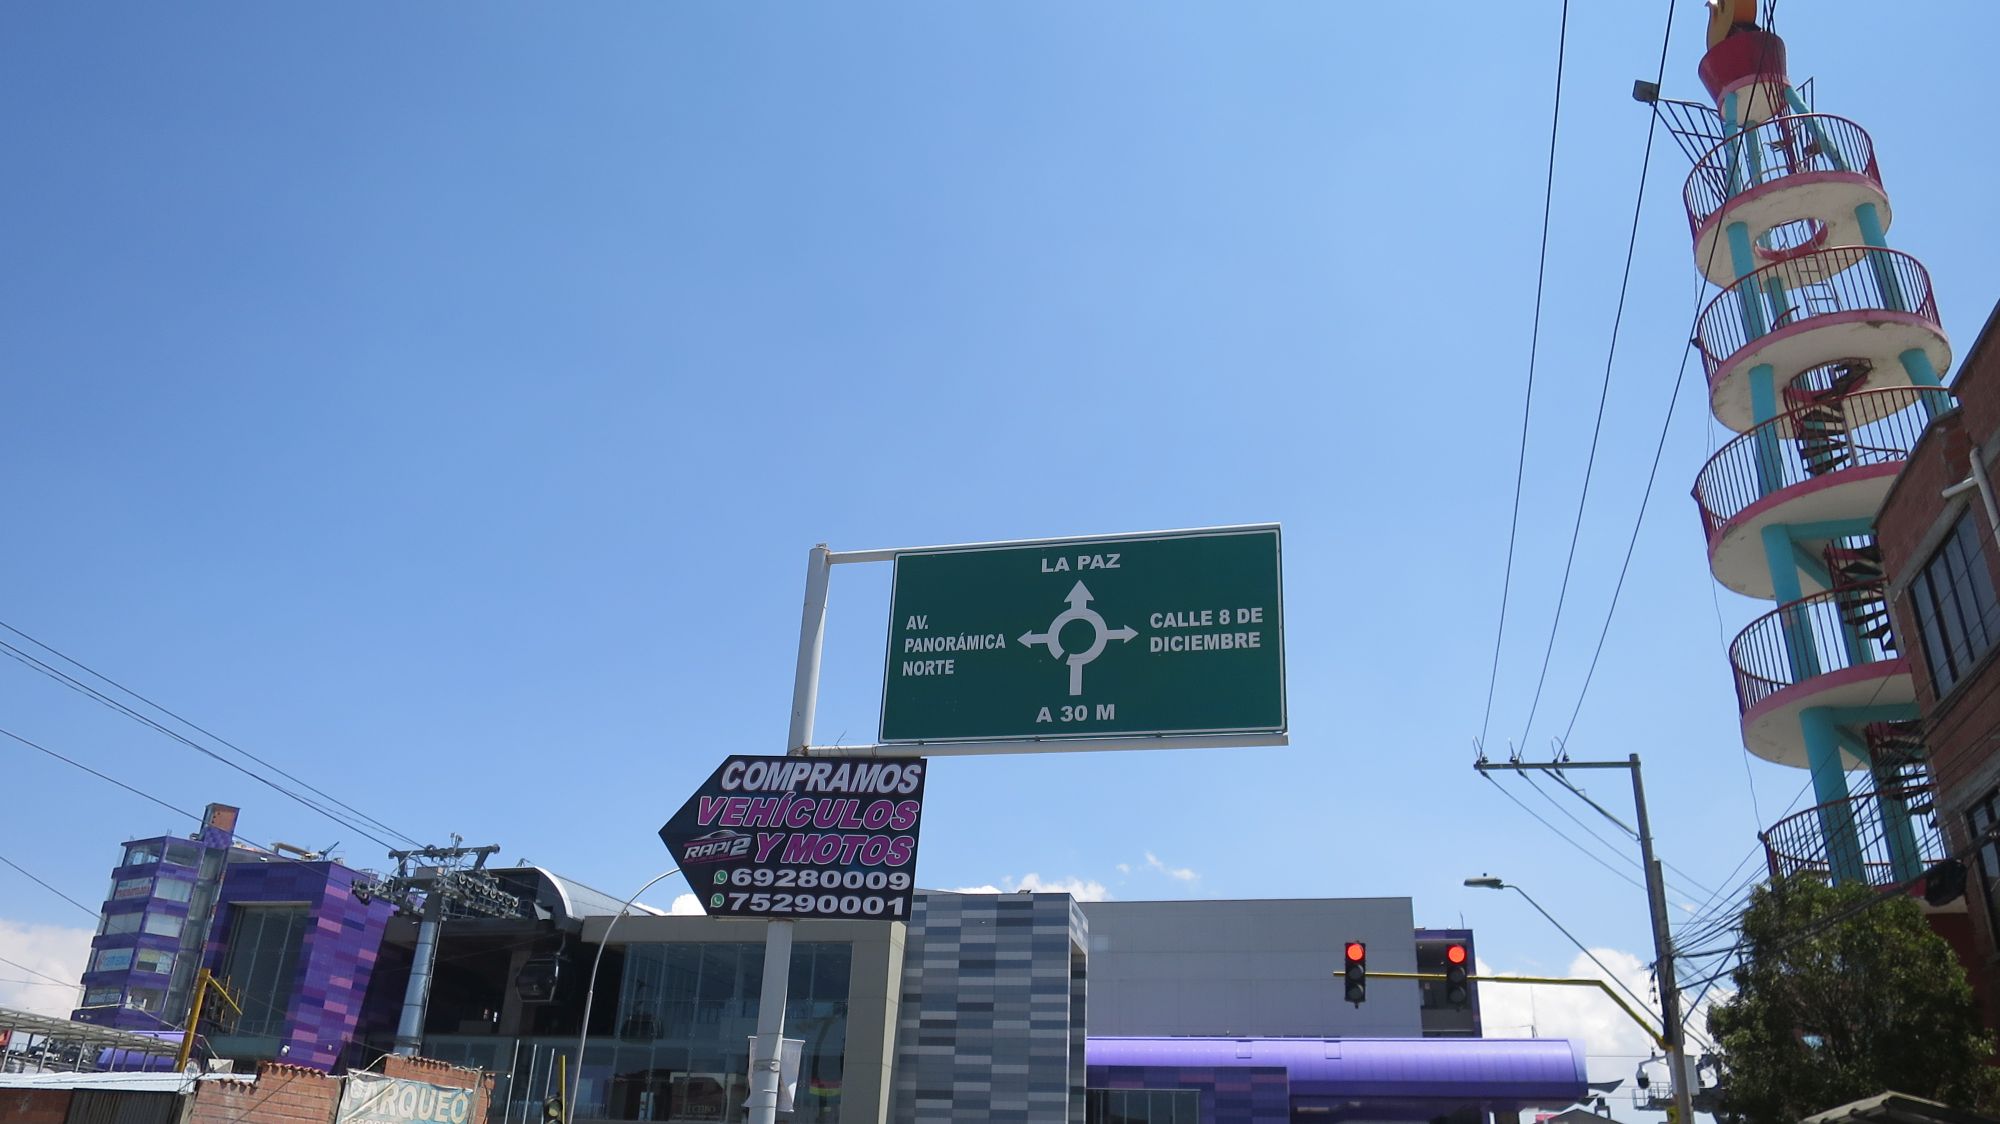 LA PAZ
AV.
PANORÁMICA
NORTE
CALLE 8 DE
DICIEMBRE
A 30 M
COMPRAMOS
VEHÍCULOS
RAPI2
Y MOTOS
69280009
75290001
PARQUEO